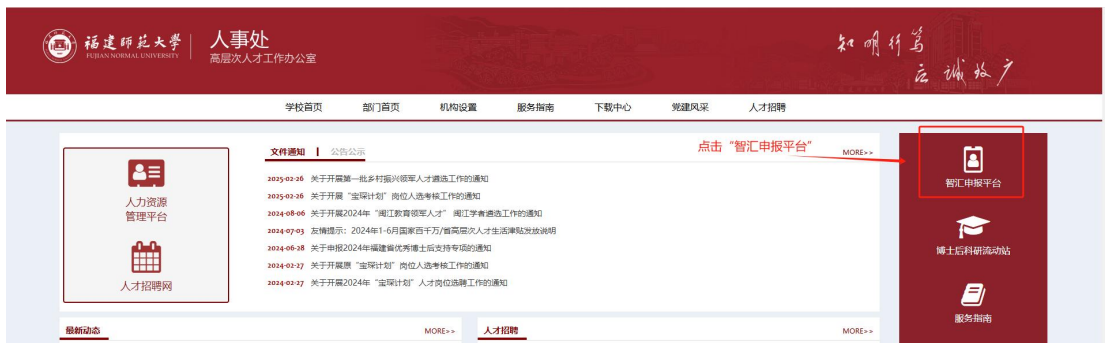 福建师范大学
FUJIAN NORMAL UNIVERSITY
人事处
高层次人才工作办公室
知明行笃
立诚致广
学校首页 部门首页 机构设置 服务指南 下载中心 党建风采 人才招聘
人力资源
管理平台
人才招聘网
文件通知 公告公示 MORE>>
2025-02-26 关于开展第一批乡村振兴领军人才遴选工作的通知
2025-02-26 关于开展“宝琛计划”岗位人选考核工作的通知
2024-08-06 关于开展2024年“闽江教育领军人才” 闽江学者遴选工作的通知
2024-07-03 友情提示：2024年1-6月国家百千万/省高层次人才生活津贴发放说明
2024-06-28 关于申报2024年福建省优秀博士后支持专项的通知
2024-02-27 关于开展原“宝琛计划”岗位人选考核工作的通知
2024-02-27 关于开展2024年“宝琛计划”人才岗位选聘工作的通知
点击“智汇申报平台”
智汇申报平台
博士后科研流动站
服务指南
最新动态 MORE>>
人才招聘 MORE>>